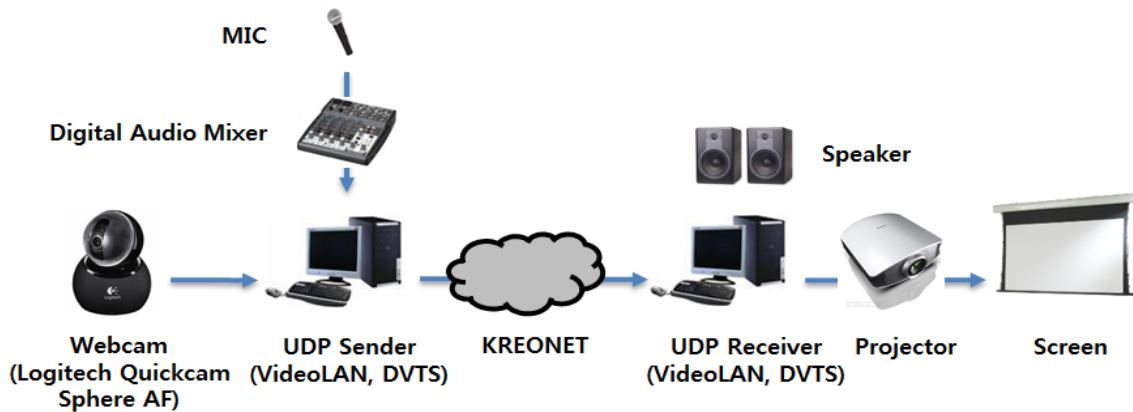 MIC
Digital Audio Mixer
Speaker
Logitech
Webcam
(Logitech Quickcam
Sphere AF)
UDP Sender
(VideoLAN, DVTS)
KREONET
UDP Receiver
(VideoLAN, DVTS)
Projector
Screen